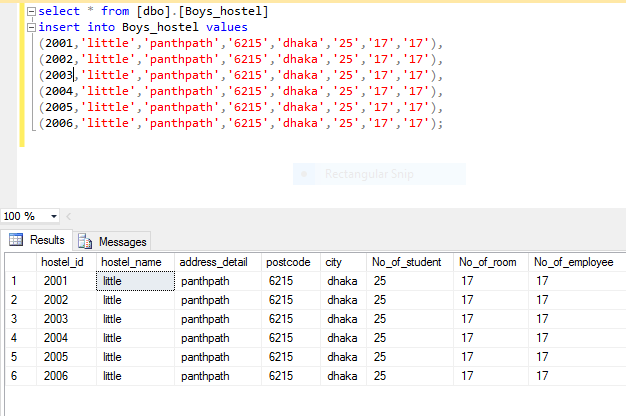 select * from [dbo].[Boys_hostel]
insert into Boys_hostel values
(2001,'little','panthpath','6215','dhaka','25','17','17'),
(2002,'little','panthpath','6215','dhaka','25','17','17'),
(2003,'little','panthpath','6215','dhaka','25','17','17'),
(2004,'little','panthpath','6215','dhaka','25','17','17'),
(2005,'little','panthpath','6215','dhaka','25','17','17'),
(2006,'little','panthpath','6215','dhaka','25','17','17');
Rectangular Snip
100 %
Results Messages
hostel_id hostel_name address_detail postcode city No_of_student No_of_room No_of_employee
1 2001 little panthpath 6215 dhaka 25 17 17
2 2002 little panthpath 6215 dhaka 25 17 17
3 2003 little panthpath 6215 dhaka 25 17 17
4 2004 little panthpath 6215 dhaka 25 17 17
5 2005 little panthpath 6215 dhaka 25 17 17
6 2006 little panthpath 6215 dhaka 25 17 17